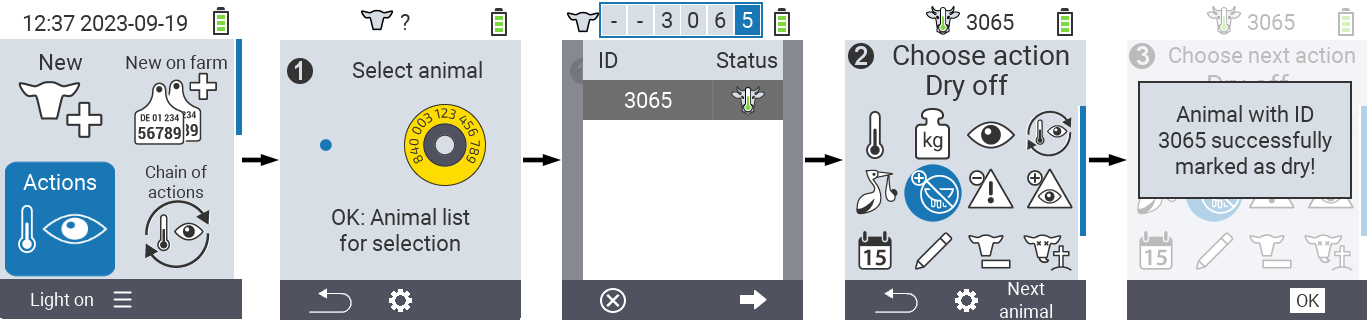 12:37 2023-09-19
New
New on farm
DE 01 234
56789
234
89
Actions
Chain of
actions
Light on
?
1
Select animal
840 003 123 456 789
OK: Animal list
for selection
- - 3 0 6 5
ID Status
3065
3065
2
Choose action
Dry off
kg
15
Next
animal
3065
3
Choose next action
Dry off
Animal with ID
3065 successfully
marked as dry!
15
OK